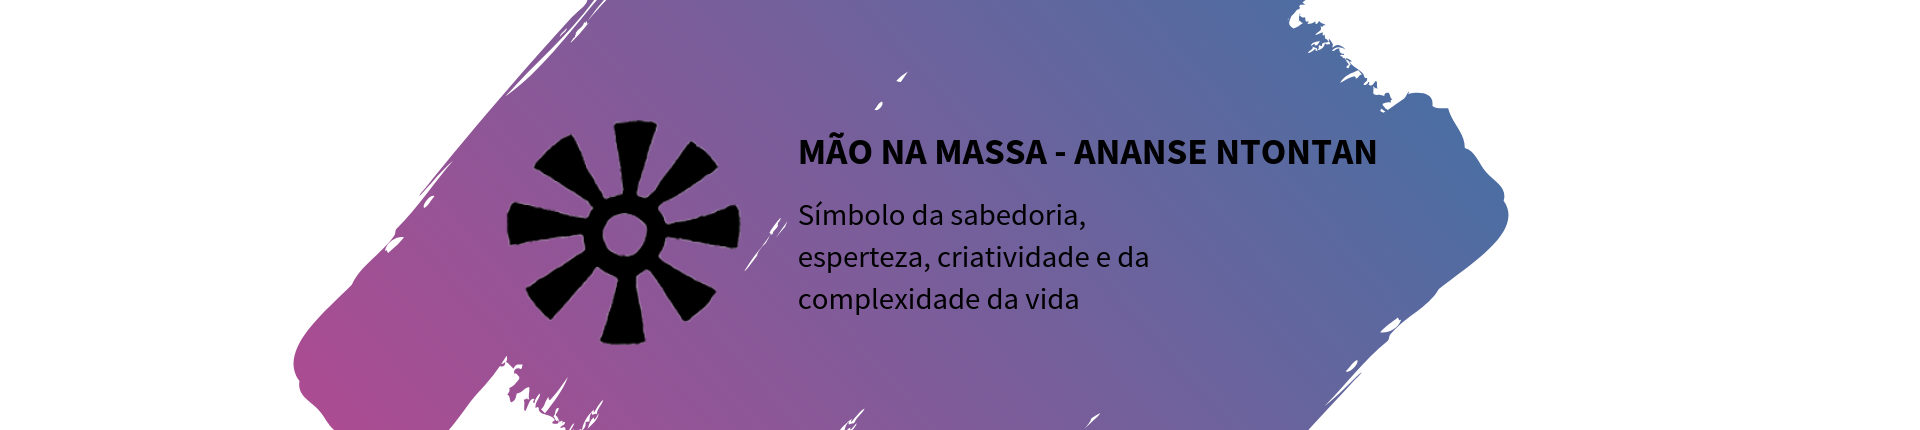 MÃO NA MASSA - ANANSE NTONTAN
Símbolo da sabedoria,
esperteza, criatividade e da
complexidade da vida